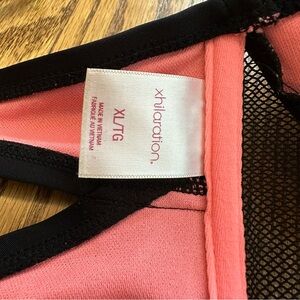 xhilaration.
XL/TG
MADE IN VIETNAM
FABRIQUÉ AU VIETNAM